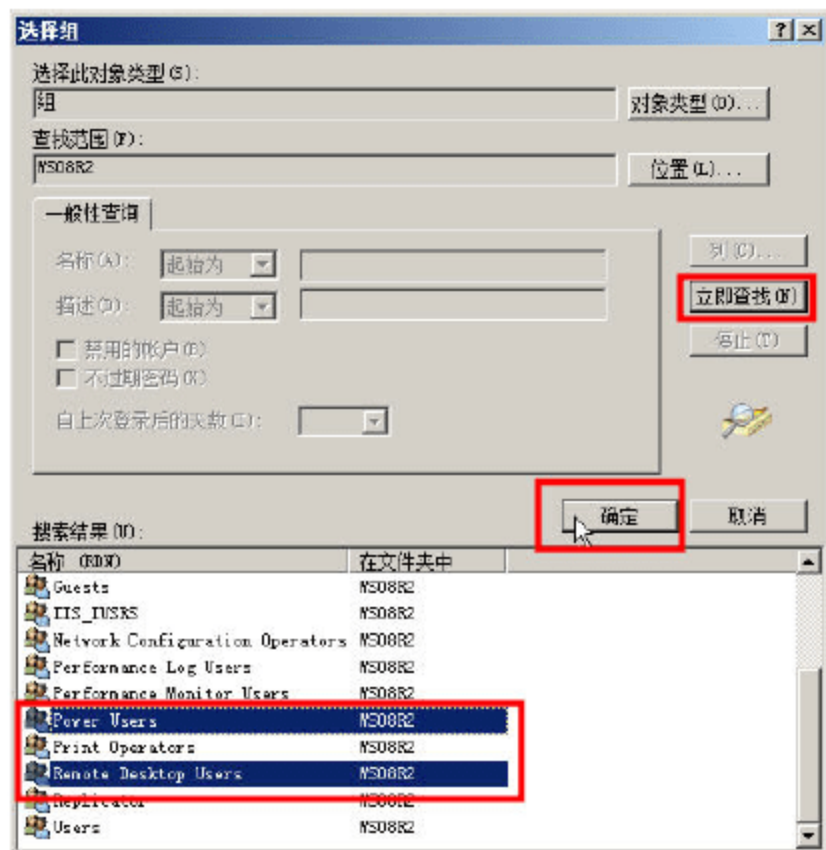 选择组
选择此对象类型(S):
组
对象类型(O)...
查找范围(F):
WS08R2
位置(L)...
一般性查询
名称(A): 起始为
列(C)...
描述(D): 起始为
立即查找(N)
禁用的帐户(B)
停止(T)
不过期密码(X)
自上次登录后的天数(I):
确定
取消
搜索结果(U):
名称 (RDN) 在文件夹中
Guests WS08R2
IIS_IUSRS WS08R2
Network Configuration Operators WS08R2
Performance Log Users WS08R2
Performance Monitor Users WS08R2
Power Users WS08R2
Print Operators WS08R2
Remote Desktop Users WS08R2
Replicator WS08R2
Users WS08R2